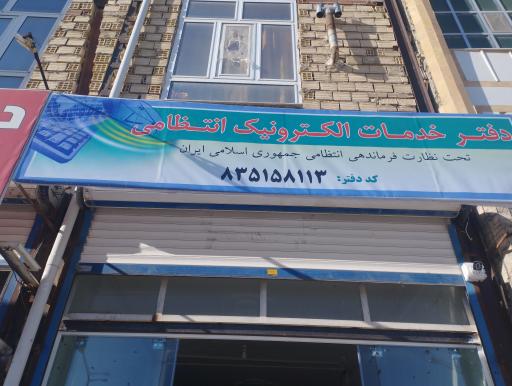 دفتر خدمات الکترونیک انتظامی
تحت نظارت فرماندهی انتظامی جمهوری اسلامی ایران
کد دفتر: ۸۳۵۱۵۸۱۱۳